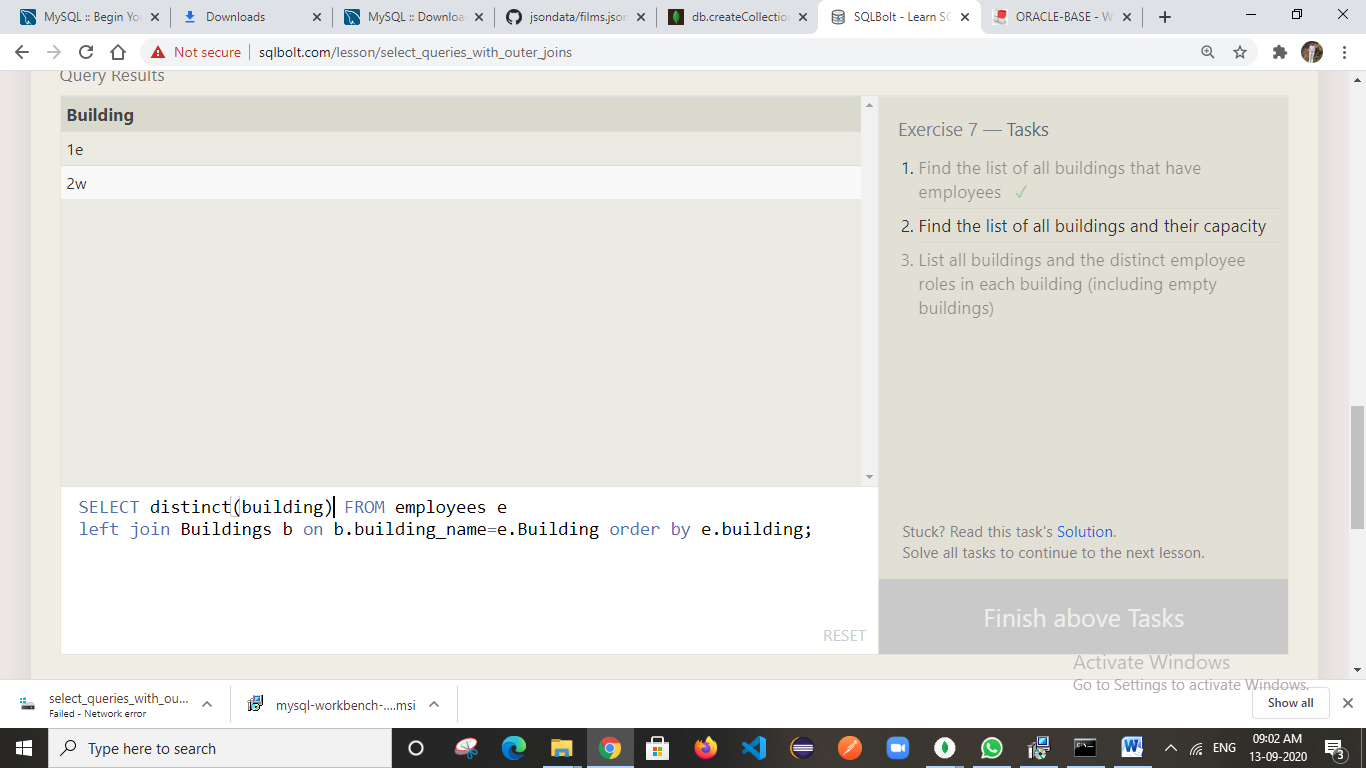 MySQL :: Begin Yo
Downloads
MySQL :: Downloa
jsondata/films.json
db.createCollectio
SQLBolt - Learn SQ
ORACLE-BASE - W
Not secure
sqlbolt.com/lesson/select_queries_with_outer_joins
Query Results
Building
1e
2w
Exercise 7 — Tasks
1. Find the list of all buildings that have
employees ✓
2. Find the list of all buildings and their capacity
3. List all buildings and the distinct employee
roles in each building (including empty
buildings)
SELECT distinct(building) FROM employees e
left join Buildings b on b.building_name=e.Building order by e.building;
RESET
Stuck? Read this task's Solution.
Solve all tasks to continue to the next lesson.
Finish above Tasks
Activate Windows
Go to Settings to activate Windows.
select_queries_with_ou...
Failed - Network error
mysql-workbench-....msi
Show all
Type here to search
ENG
09:02 AM
13-09-2020
3